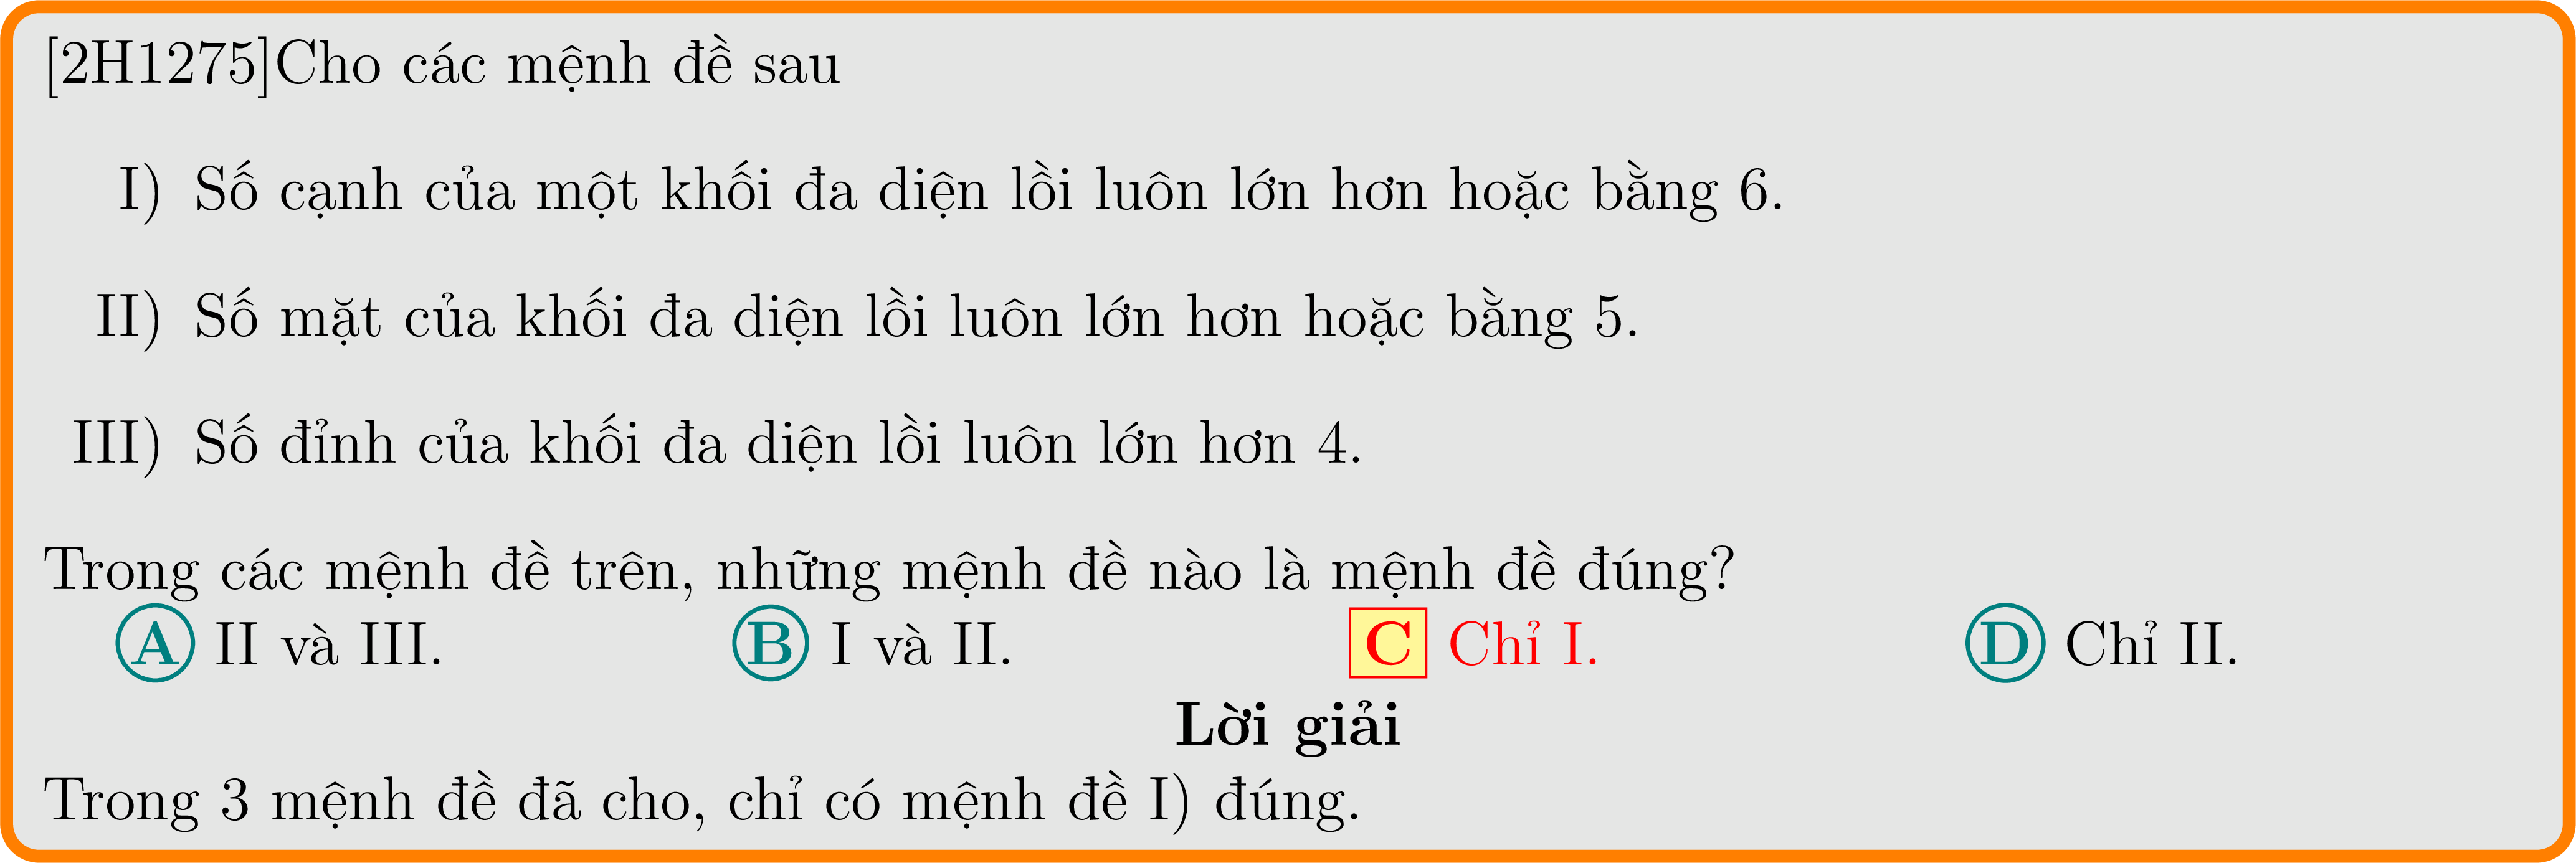 [2H1275]Cho các mệnh đề sau
I) Số cạnh của một khối đa diện lồi luôn lớn hơn hoặc bằng 6.
II) Số mặt của khối đa diện lồi luôn lớn hơn hoặc bằng 5.
III) Số đỉnh của khối đa diện lồi luôn lớn hơn 4.
Trong các mệnh đề trên, những mệnh đề nào là mệnh đề đúng?
A II và III. B I và II. C Chỉ I. D Chỉ II.
Lời giải
Trong 3 mệnh đề đã cho, chỉ có mệnh đề I) đúng.